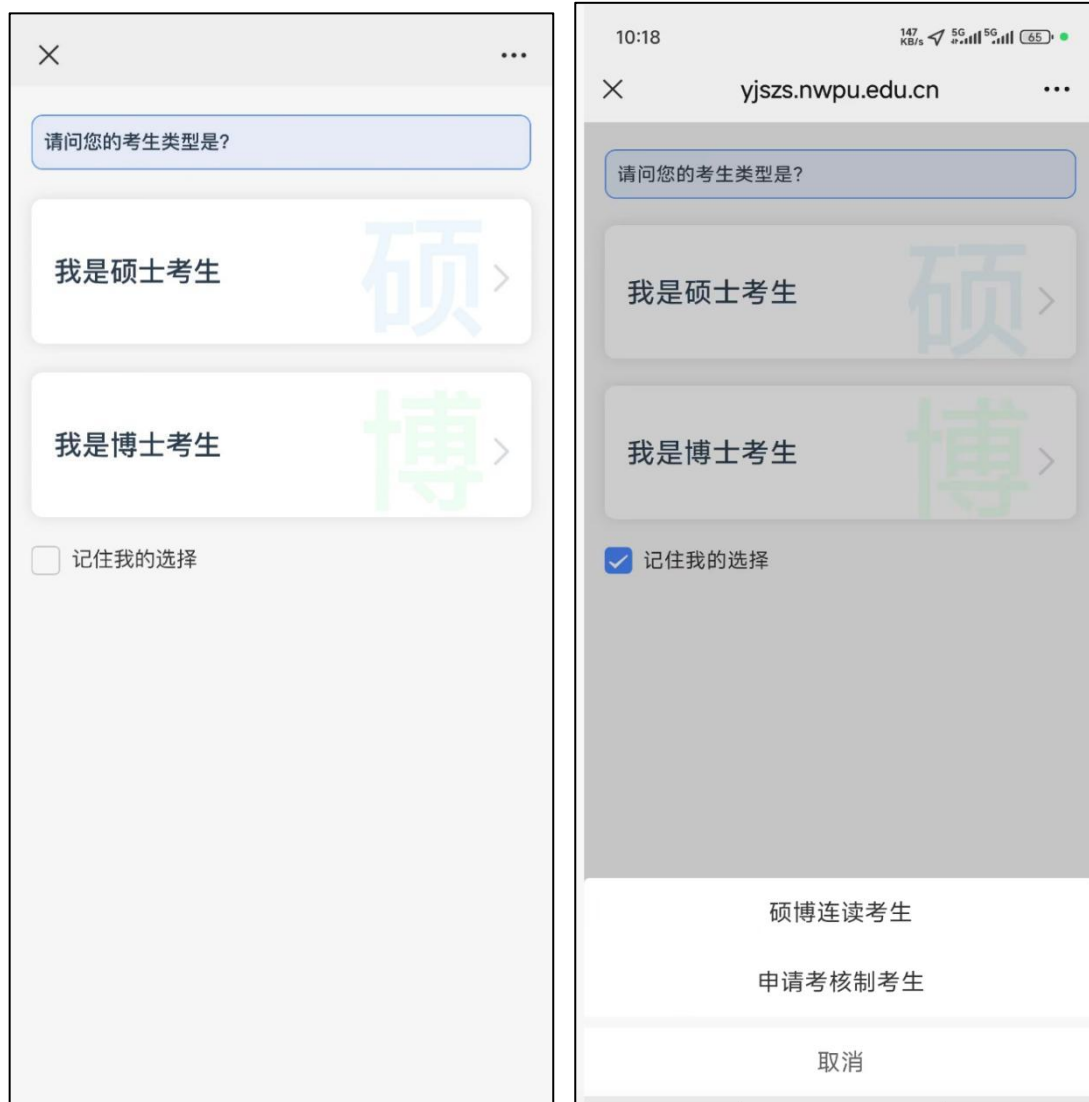 请问您的考生类型是?
我是硕士考生
硕
我是博士考生
博
记住我的选择
10:18
147
KB/s
5G
5G
65
yjszs.nwpu.edu.cn
请问您的考生类型是?
我是硕士考生
硕
我是博士考生
博
记住我的选择
硕博连读考生
申请考核制考生
取消